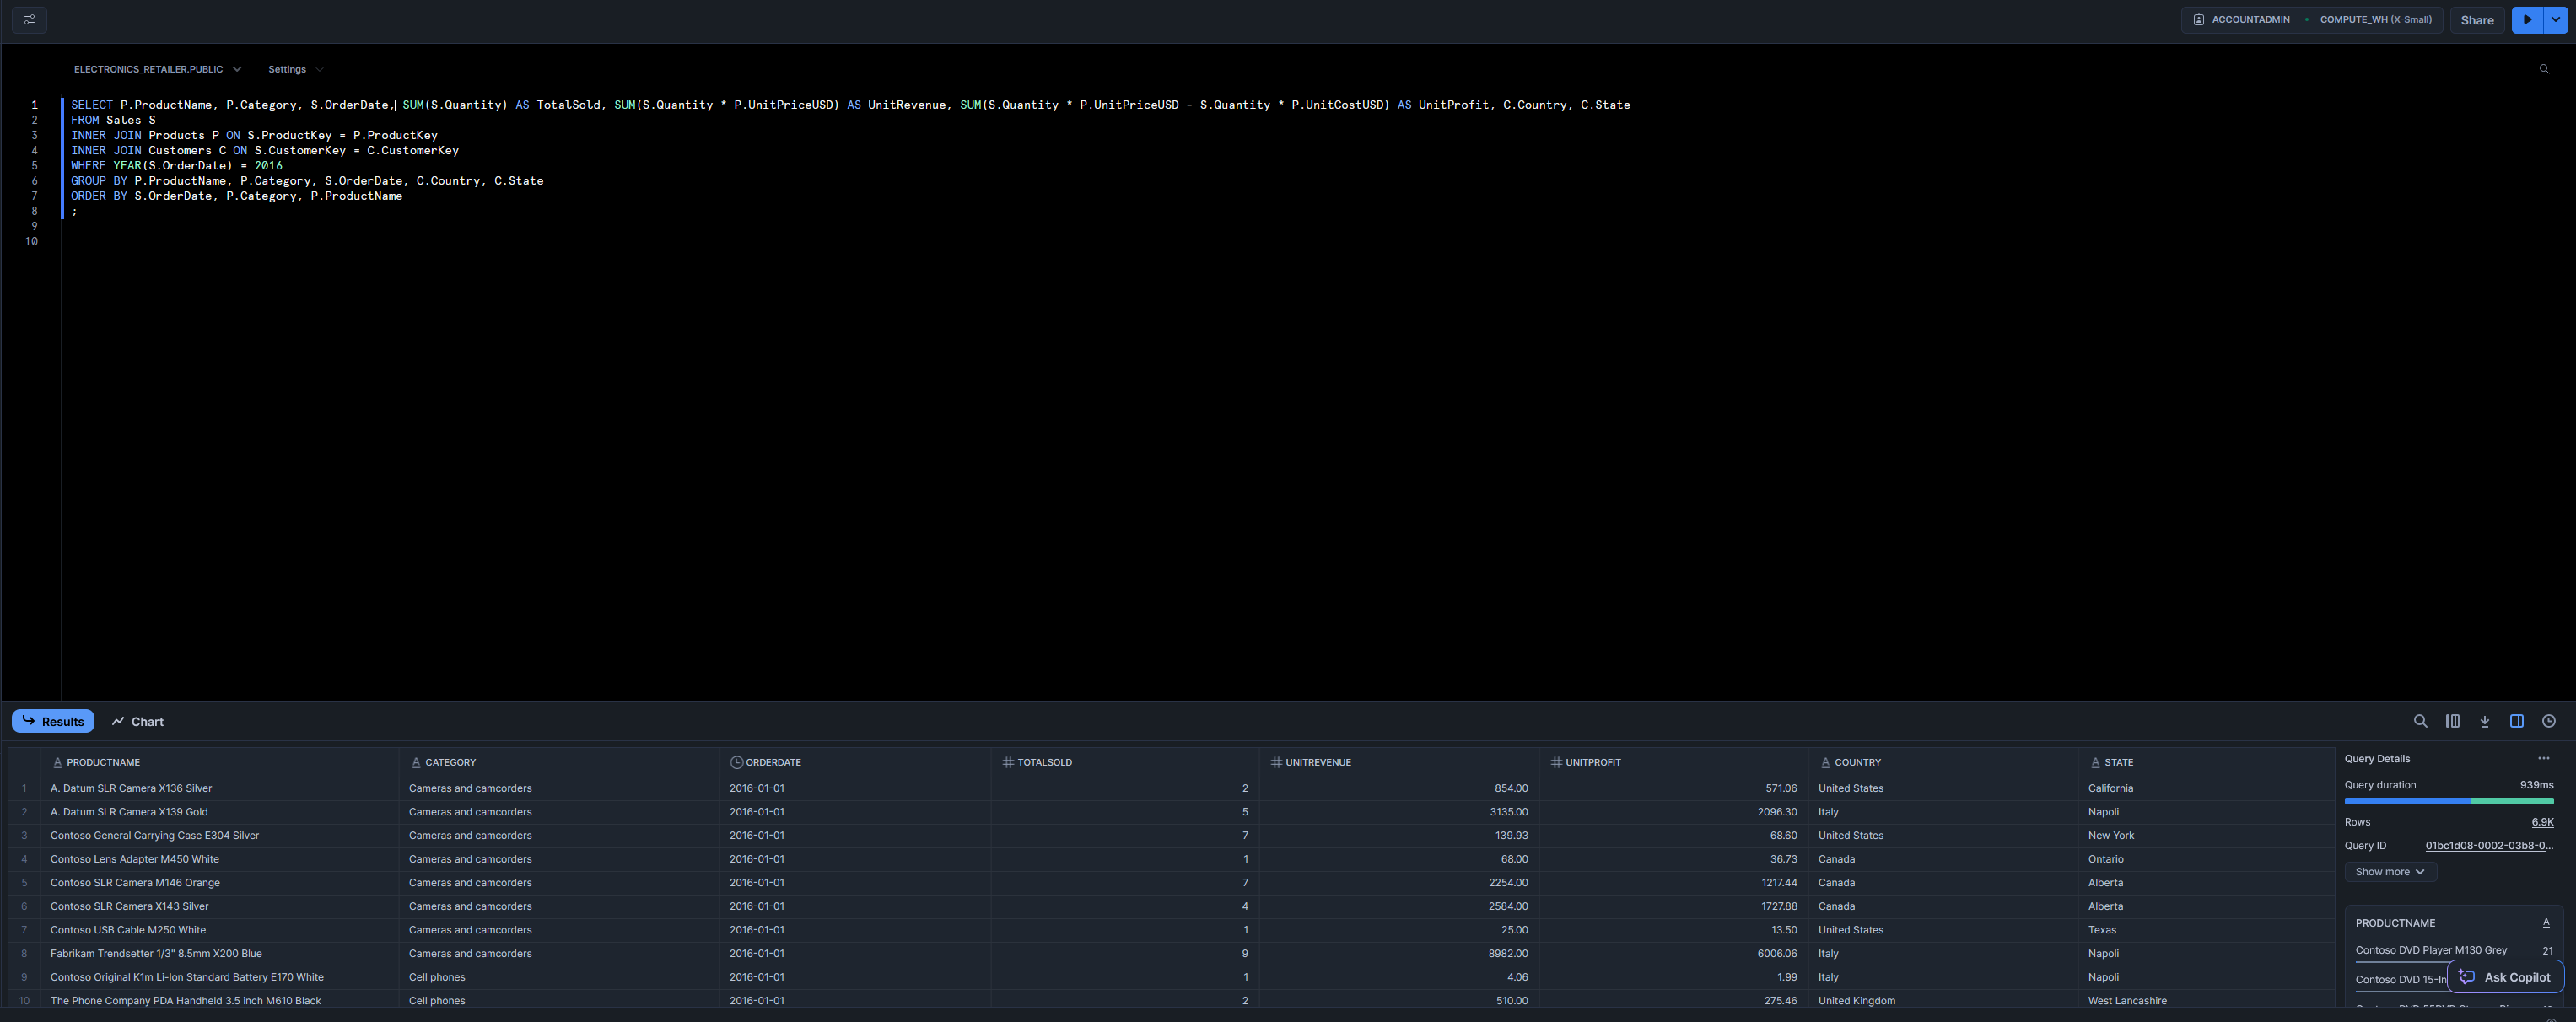 ACCOUNTADMIN • COMPUTE_WH (X-Small) Share
ELECTRONICS_RETAILER.PUBLIC Settings
1 SELECT P.ProductName, P.Category, S.OrderDate, SUM(S.Quantity) AS TotalSold, SUM(S.Quantity * P.UnitPriceUSD) AS UnitRevenue, SUM(S.Quantity * P.UnitPriceUSD - S.Quantity * P.UnitCostUSD) AS UnitProfit, C.Country, C.State
2 FROM Sales S
3 INNER JOIN Products P ON S.ProductKey = P.ProductKey
4 INNER JOIN Customers C ON S.CustomerKey = C.CustomerKey
5 WHERE YEAR(S.OrderDate) = 2016
6 GROUP BY P.ProductName, P.Category, S.OrderDate, C.Country, C.State
7 ORDER BY S.OrderDate, P.Category, P.ProductName
8 ;
9
10
Results Chart
A PRODUCTNAME A CATEGORY ORDERDATE # TOTALSOLD # UNITREVENUE # UNITPROFIT A COUNTRY A STATE
1 A. Datum SLR Camera X136 Silver Cameras and camcorders 2016-01-01 2 854.00 571.06 United States California
2 A. Datum SLR Camera X139 Gold Cameras and camcorders 2016-01-01 5 3135.00 2096.30 Italy Napoli
3 Contoso General Carrying Case E304 Silver Cameras and camcorders 2016-01-01 7 139.93 68.60 United States New York
4 Contoso Lens Adapter M450 White Cameras and camcorders 2016-01-01 1 68.00 36.73 Canada Ontario
5 Contoso SLR Camera M146 Orange Cameras and camcorders 2016-01-01 7 2254.00 1217.44 Canada Alberta
6 Contoso SLR Camera X143 Silver Cameras and camcorders 2016-01-01 4 2584.00 1727.88 Canada Alberta
7 Contoso USB Cable M250 White Cameras and camcorders 2016-01-01 1 25.00 13.50 United States Texas
8 Fabrikam Trendsetter 1/3" 8.5mm X200 Blue Cameras and camcorders 2016-01-01 9 8982.00 6006.06 Italy Napoli
9 Contoso Original K1m Li-Ion Standard Battery E170 White Cell phones 2016-01-01 1 4.06 1.99 Italy Napoli
10 The Phone Company PDA Handheld 3.5 inch M610 Black Cell phones 2016-01-01 2 510.00 275.46 United Kingdom West Lancashire
Query Details ...
Query duration 939ms
Rows 6.9K
Query ID 01bc1d08-0002-03b8-0...
Show more
PRODUCTNAME A
Contoso DVD Player M130 Grey 21
Contoso DVD 15-In
Ask Copilot